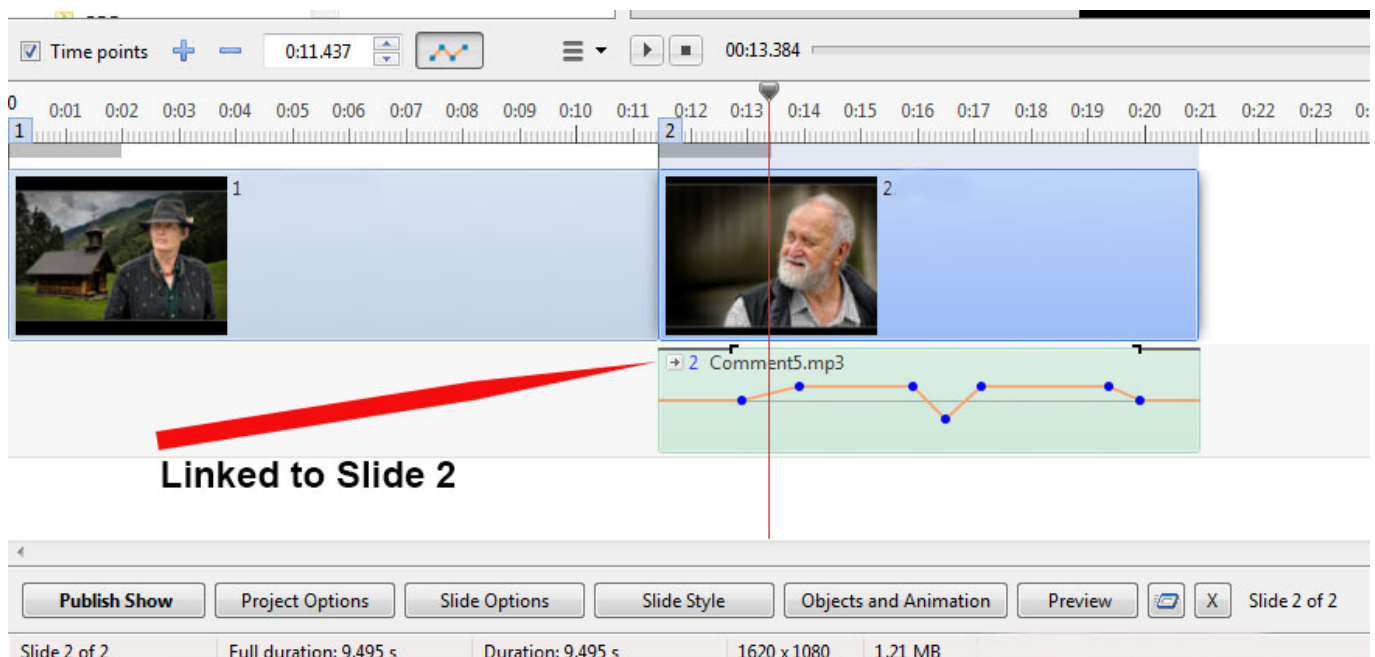 Time points 0:11.437 00:13.384
0 0:01 0:02 0:03 0:04 0:05 0:06 0:07 0:08 0:09 0:10 0:11 0:12 0:13 0:14 0:15 0:16 0:17 0:18 0:19 0:20 0:21 0:22 0:23 0:
1 2
1 2
2 Comment5.mp3
Linked to Slide 2
Publish Show Project Options Slide Options Slide Style Objects and Animation Preview X Slide 2 of 2
Slide 2 of 2 Full duration: 9.495 s Duration: 9.495 s 1620 x 1080 1.21 MB